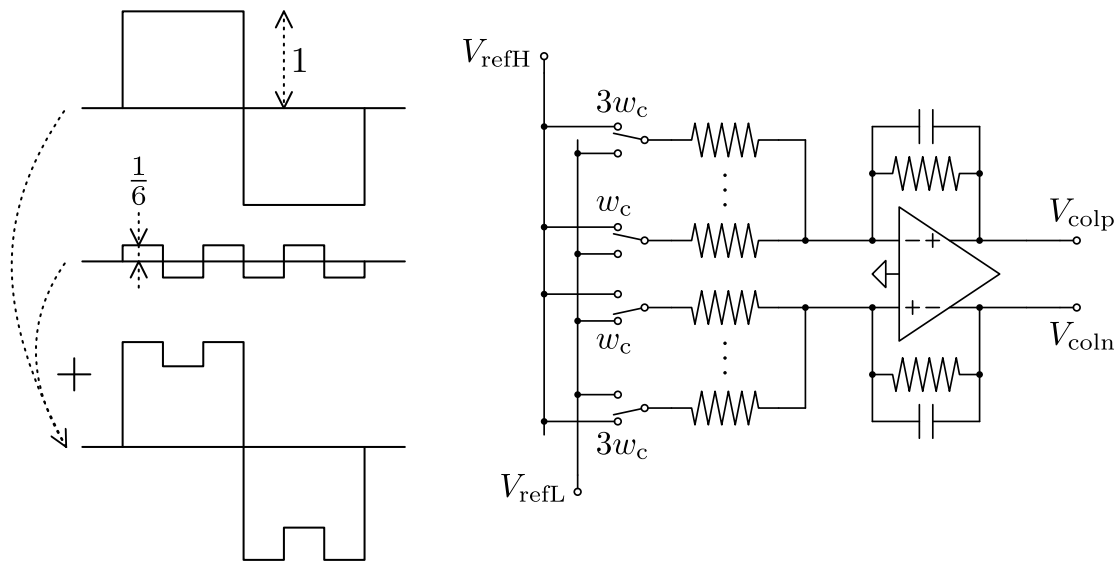 1
1/6
+
V_refH
3w_c
⋮
w_c
w_c
⋮
3w_c
V_refL
− +
+ −
V_colp
V_coln